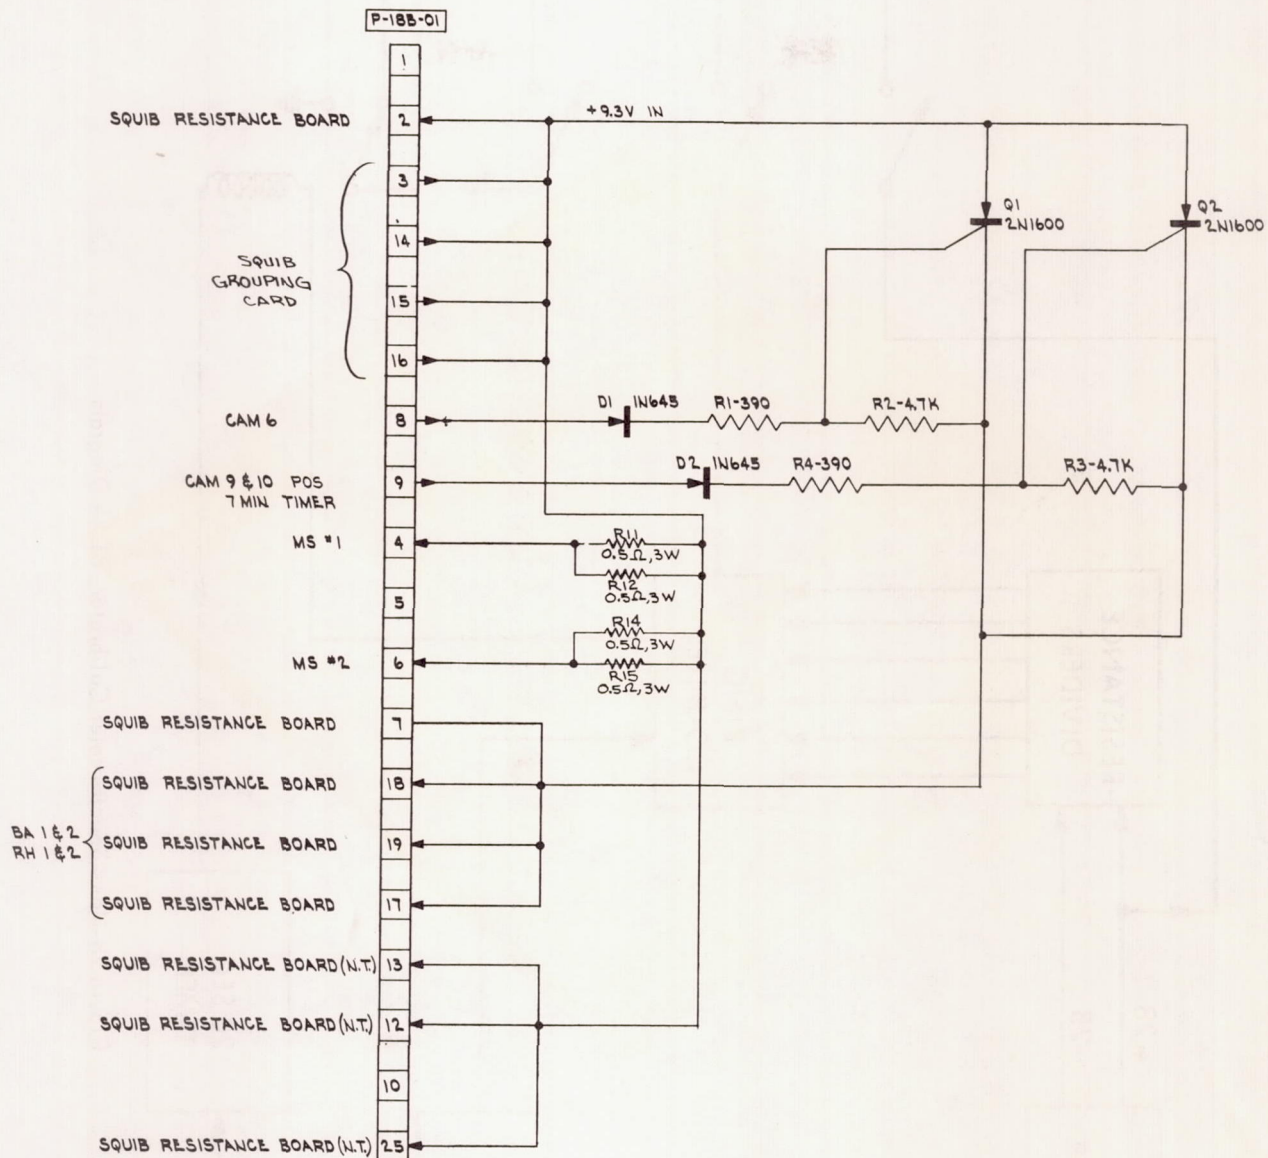 P-18B-01
1
SQUIB RESISTANCE BOARD 2 +9.3V IN
3
Q1
2N1600
Q2
2N1600
14
SQUIB
GROUPING
CARD
15
16
D1 IN645 R1-390 R2-4.7K
CAM 6 8
D2 IN645 R4-390 R3-4.7K
CAM 9 & 10 POS 9
7 MIN TIMER
MS #1 4
R11
0.5Ω,3W
R12
0.5Ω,3W
5
R14
0.5Ω,3W
MS #2 6
R15
0.5Ω,3W
SQUIB RESISTANCE BOARD 7
SQUIB RESISTANCE BOARD 18
BA 1 & 2
RH 1 & 2
SQUIB RESISTANCE BOARD 19
SQUIB RESISTANCE BOARD 17
SQUIB RESISTANCE BOARD (N.T.) 13
SQUIB RESISTANCE BOARD (N.T.) 12
10
SQUIB RESISTANCE BOARD (N.T.) 25